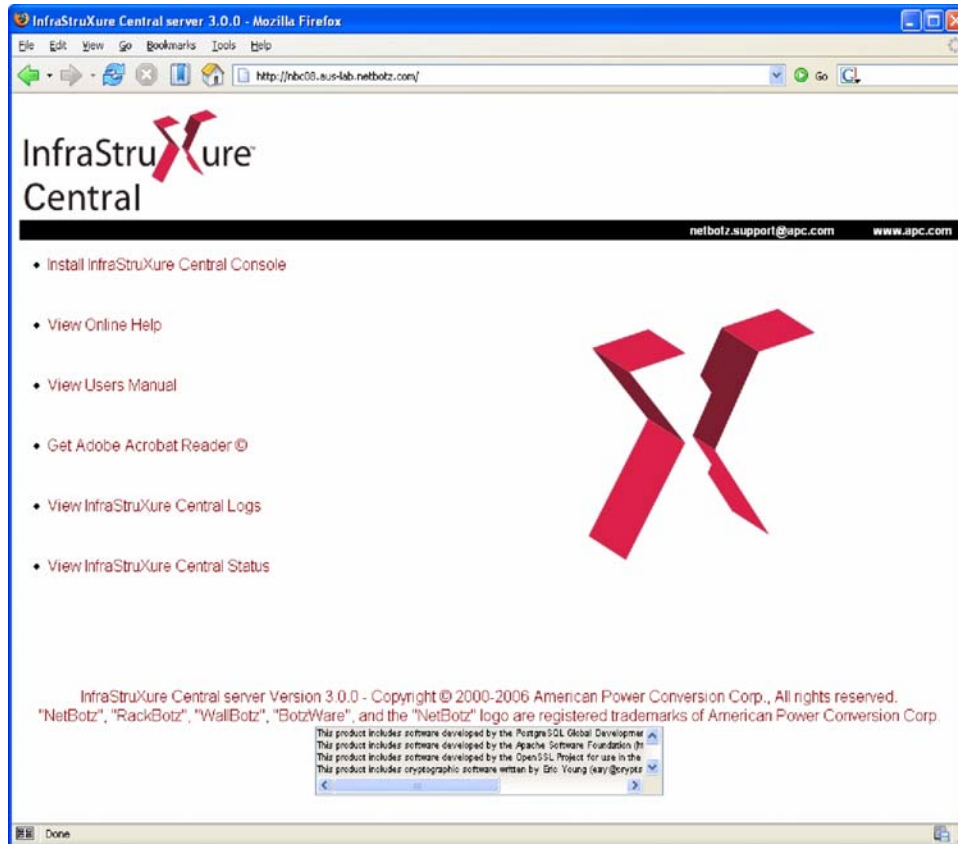 InfraStruXure Central server 3.0.0 - Mozilla Firefox
File Edit View Go Bookmarks Tools Help
http://nbc08.aus-lab.netbotz.com/
Go
InfraStruXure™
Central
netbotz.support@apc.com www.apc.com
• Install InfraStruXure Central Console
• View Online Help
• View Users Manual
• Get Adobe Acrobat Reader ©
• View InfraStruXure Central Logs
• View InfraStruXure Central Status
InfraStruXure Central server Version 3.0.0 - Copyright © 2000-2006 American Power Conversion Corp., All rights reserved.
"NetBotz", "RackBotz", "WallBotz", "BotzWare", and the "NetBotz" logo are registered trademarks of American Power Conversion Corp.
This product includes software developed by the PostgreSQL Global Developmer
This product includes software developed by the Apache Software Foundation (ht
This product includes software developed by the OpenSSL Project for use in the
This product includes cryptographic software written by Eric Young (eay@crypts
Done